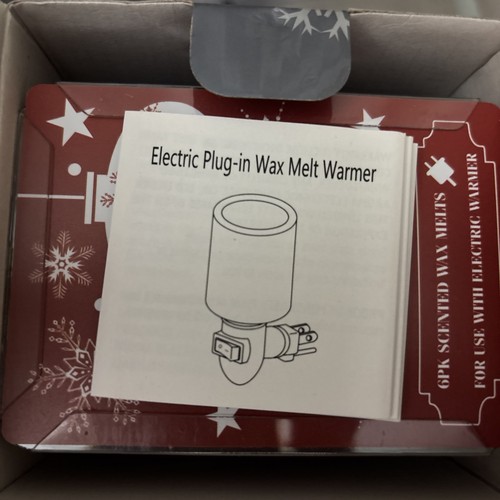 Electric Plug-in Wax Melt Warmer
6PK SCENTED WAX MELTS
FOR USE WITH ELECTRIC WARMER